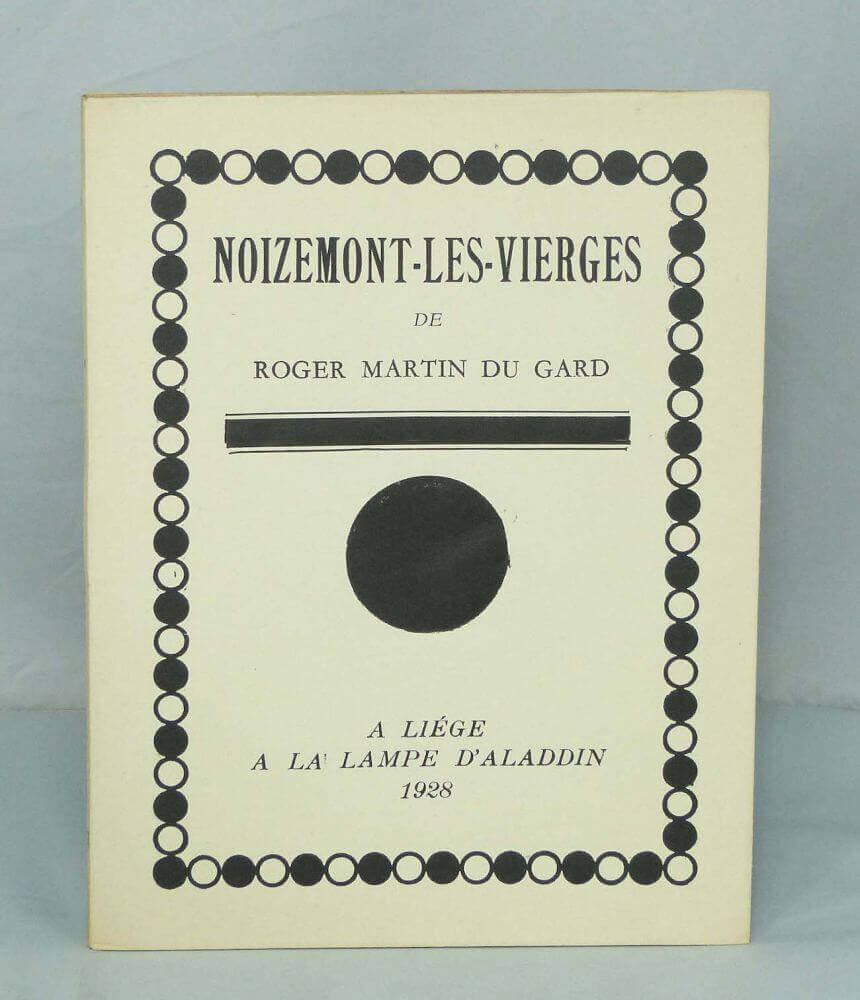 NOIZEMONT-LES-VIERGES
DE
ROGER MARTIN DU GARD
A LIÉGE
A LA LAMPE D'ALADDIN
1928